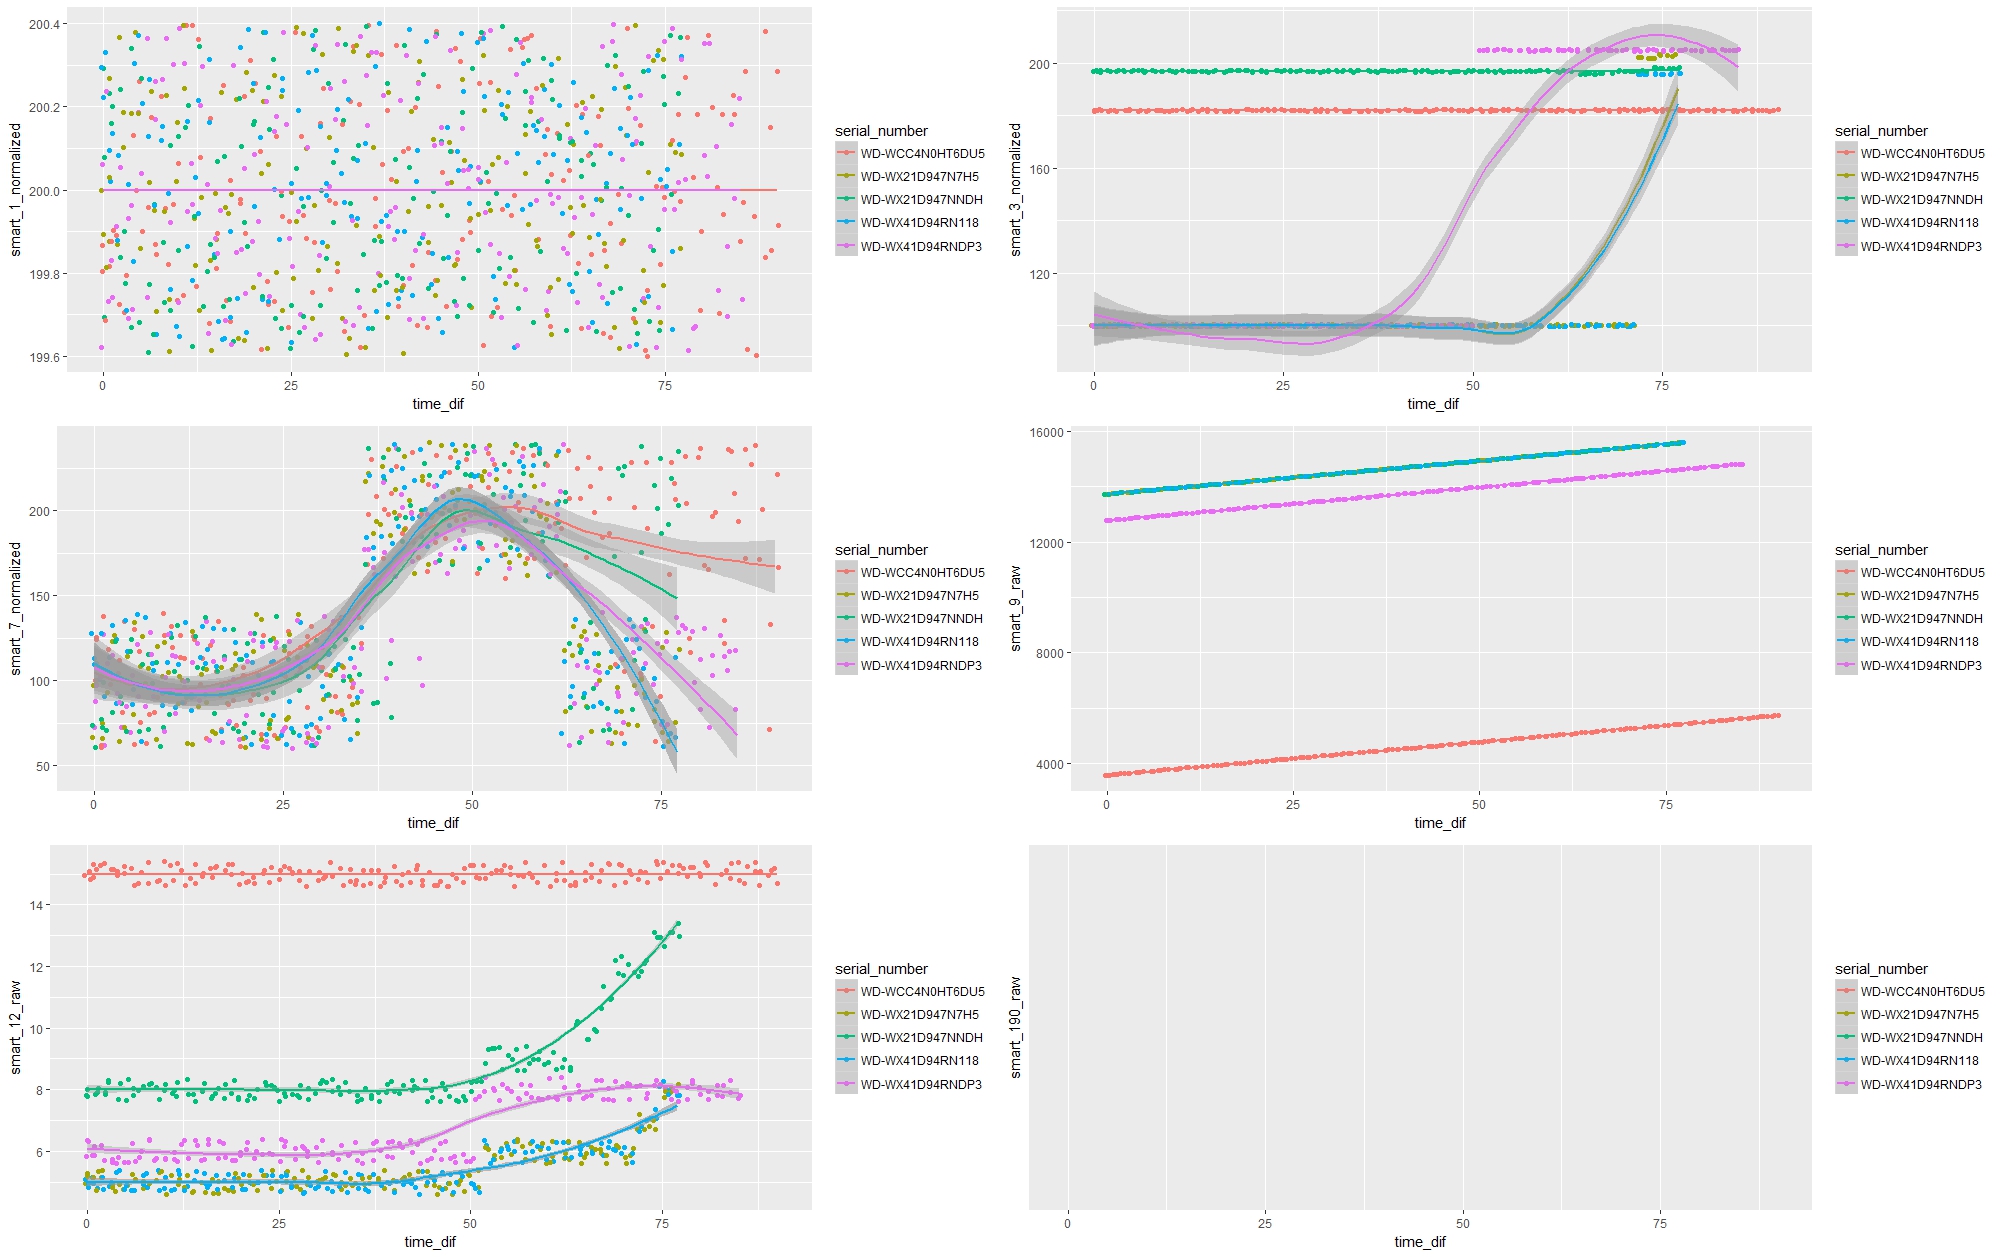 smart_1_normalized
200.4
200.2
200.0
199.8
199.6
0 25 50 75
time_dif
serial_number
WD-WCC4N0HT6DU5
WD-WX21D947N7H5
WD-WX21D947NNDH
WD-WX41D94RN118
WD-WX41D94RNDP3
smart_3_normalized
200
160
120
0 25 50 75
time_dif
serial_number
WD-WCC4N0HT6DU5
WD-WX21D947N7H5
WD-WX21D947NNDH
WD-WX41D94RN118
WD-WX41D94RNDP3
smart_7_normalized
200
150
100
50
0 25 50 75
time_dif
serial_number
WD-WCC4N0HT6DU5
WD-WX21D947N7H5
WD-WX21D947NNDH
WD-WX41D94RN118
WD-WX41D94RNDP3
smart_9_raw
16000
12000
8000
4000
0 25 50 75
time_dif
serial_number
WD-WCC4N0HT6DU5
WD-WX21D947N7H5
WD-WX21D947NNDH
WD-WX41D94RN118
WD-WX41D94RNDP3
smart_12_raw
14
12
10
8
6
0 25 50 75
time_dif
serial_number
WD-WCC4N0HT6DU5
WD-WX21D947N7H5
WD-WX21D947NNDH
WD-WX41D94RN118
WD-WX41D94RNDP3
smart_190_raw
0 25 50 75
time_dif
serial_number
WD-WCC4N0HT6DU5
WD-WX21D947N7H5
WD-WX21D947NNDH
WD-WX41D94RN118
WD-WX41D94RNDP3